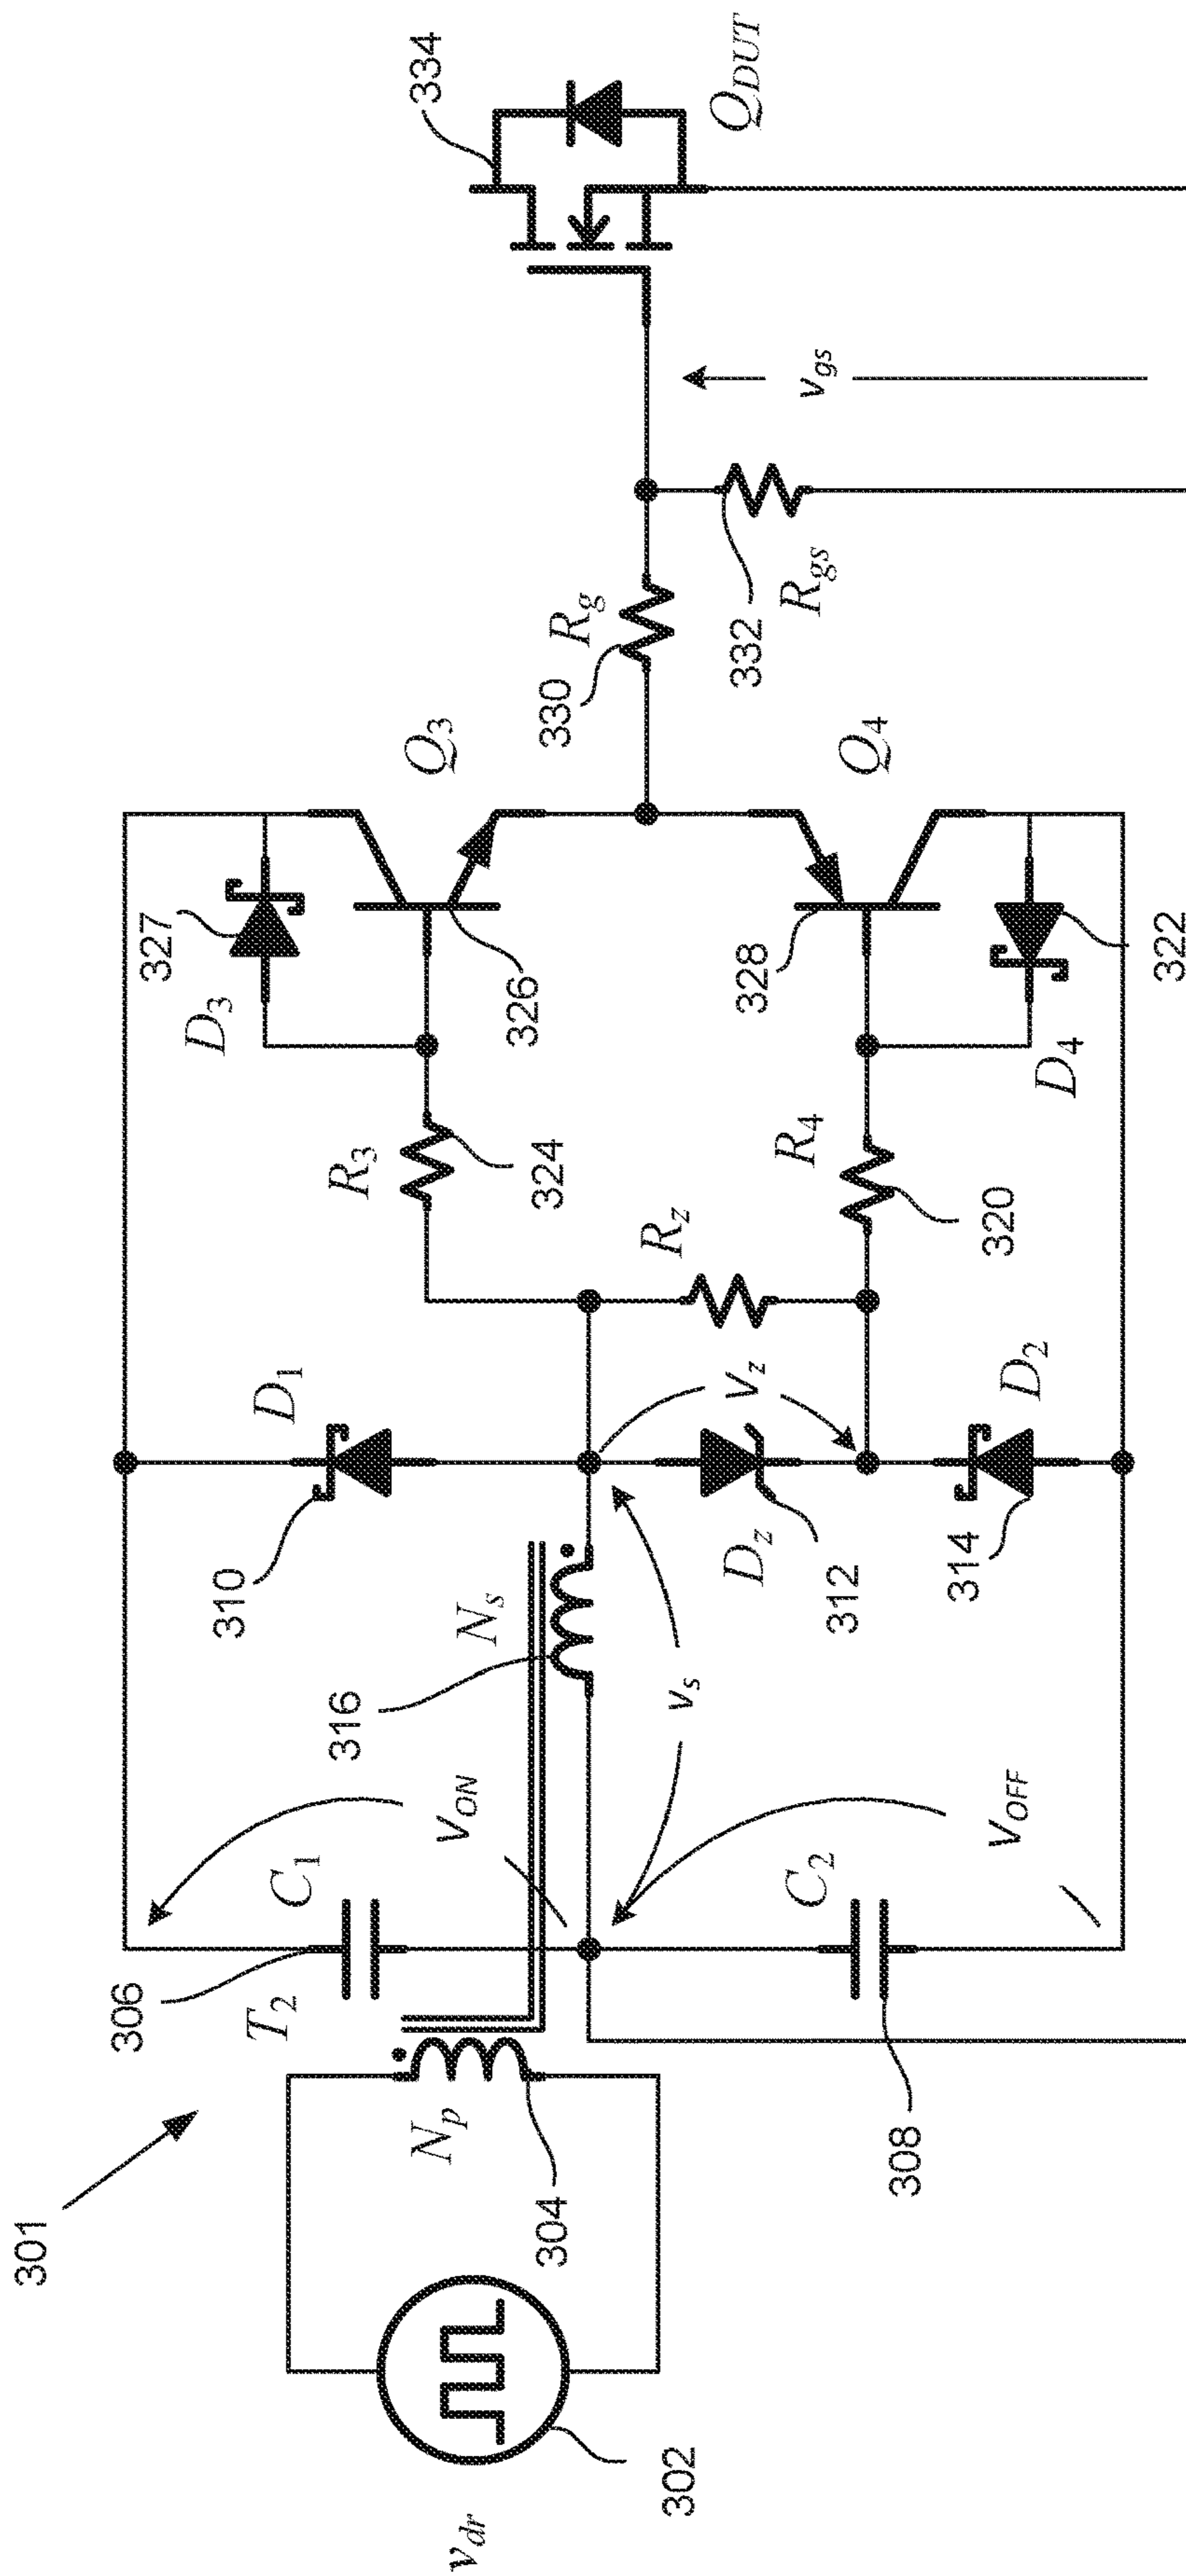 301
v_dr
302
N_p
304
T_2
306
C_1
V_ON
308
C_2
V_OFF
316
N_s
v_s
310
D_1
V_z
D_z
312
314
D_2
R_z
R_3
324
R_4
320
D_3
327
326
Q_3
328
Q_4
D_4
322
330
R_g
332
R_gs
v_gs
334
Q_DUT